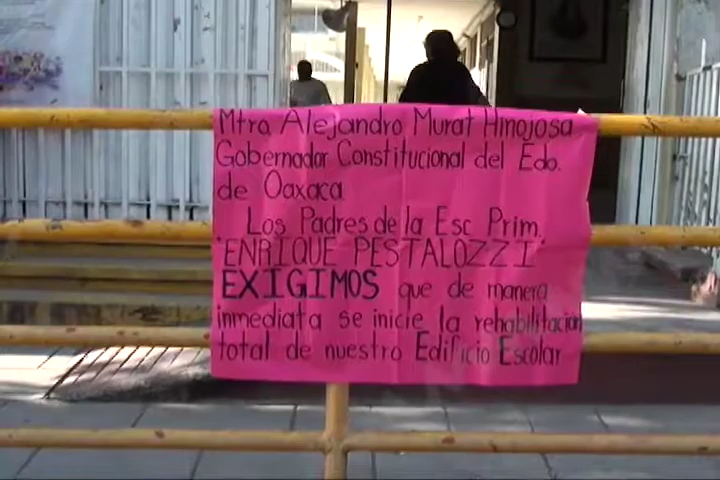 Mtro. Alejandro Murat Hinojosa
Gobernador Constitucional del Edo.
de Oaxaca
Los Padres de la Esc Prim.
"ENRIQUE PESTALOZZI"
EXIGIMOS que de manera
inmediata se inicie la rehabilitación
total de nuestro Edificio Escolar